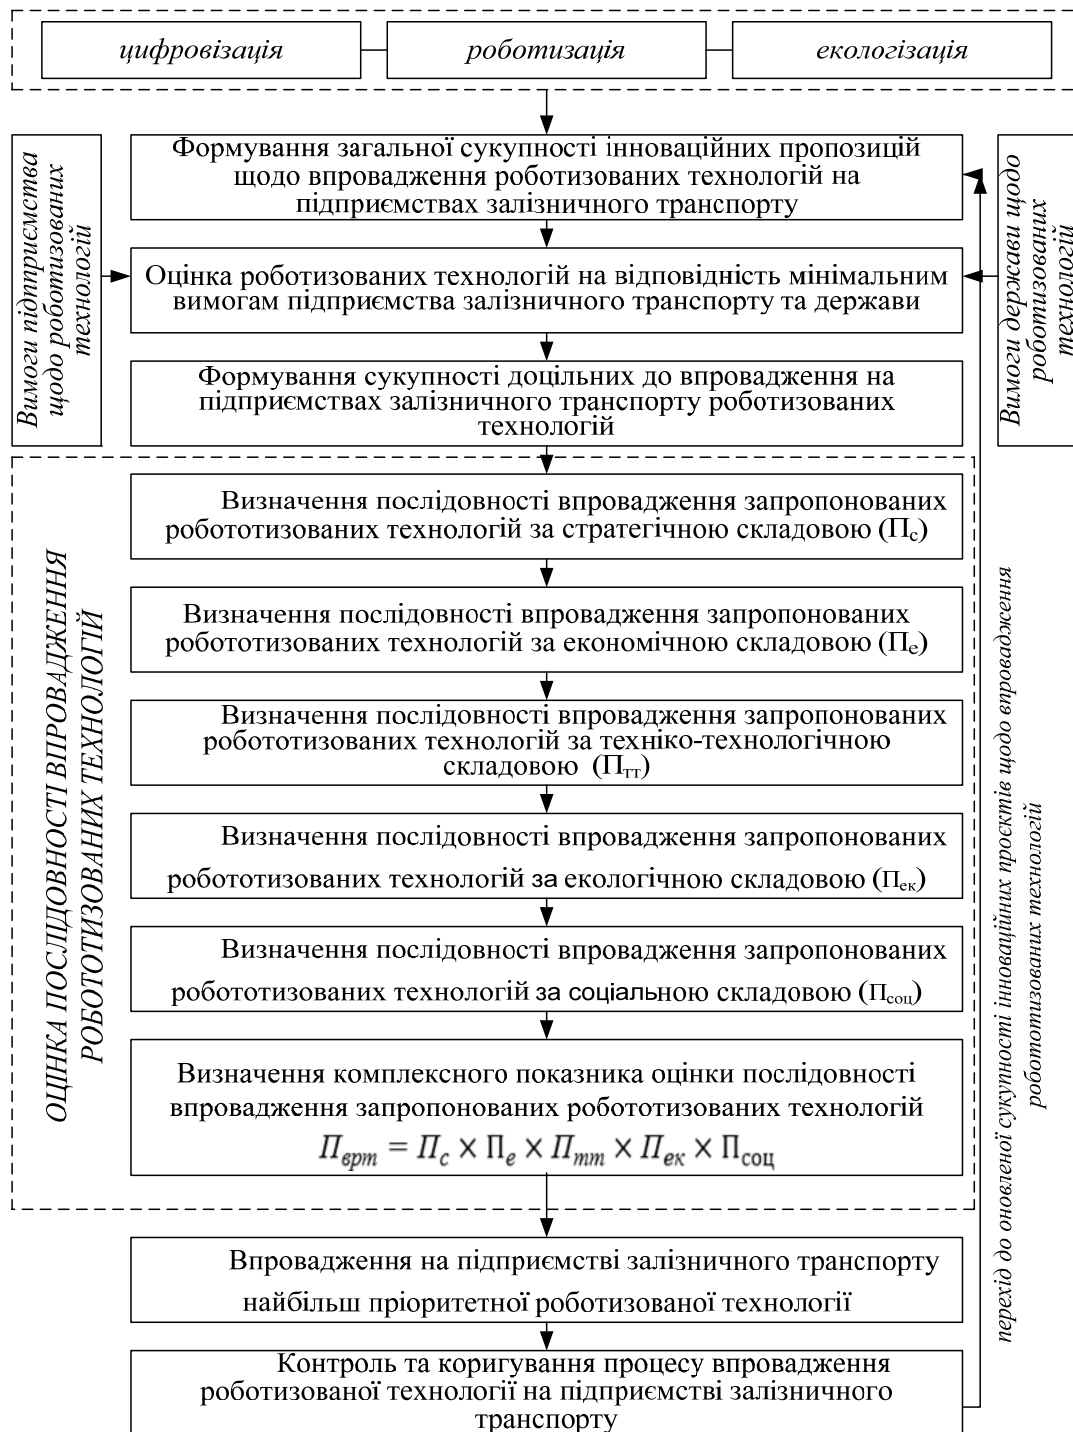 цифровізація
роботизація
екологізація
Вимоги підприємства
щодо роботизованих
технологій
Формування загальної сукупності інноваційних пропозицій
щодо впровадження роботизованих технологій на
підприємствах залізничного транспорту
Вимоги держави щодо
роботизованих
технологій
Оцінка роботизованих технологій на відповідність мінімальним
вимогам підприємства залізничного транспорту та держави
Формування сукупності доцільних до впровадження на
підприємствах залізничного транспорту роботизованих
технологій
ОЦІНКА ПОСЛІДОВНОСТІ ВПРОВАДЖЕННЯ
РОБОТОТИЗОВАНИХ ТЕХНОЛОГІЙ
Визначення послідовності впровадження запропонованих
робототизованих технологій за стратегічною складовою (Пс)
Визначення послідовності впровадження запропонованих
робототизованих технологій за економічною складовою (Пе)
Визначення послідовності впровадження запропонованих
робототизованих технологій за техніко-технологічною
складовою (Птт)
Визначення послідовності впровадження запропонованих
робототизованих технологій за екологічною складовою (Пек)
Визначення послідовності впровадження запропонованих
робототизованих технологій за соціальною складовою (Псоц)
Визначення комплексного показника оцінки послідовності
впровадження запропонованих робототизованих технологій
Пврт = Пс × Пе × Птт × Пек × Псоц
Впровадження на підприємстві залізничного транспорту
найбільш пріоритетної роботизованої технології
Контроль та коригування процесу впровадження
роботизованої технології на підприємстві залізничного
транспорту
перехід до оновленої сукупності інноваційних проєктів щодо впровадження
робототизованих технологій